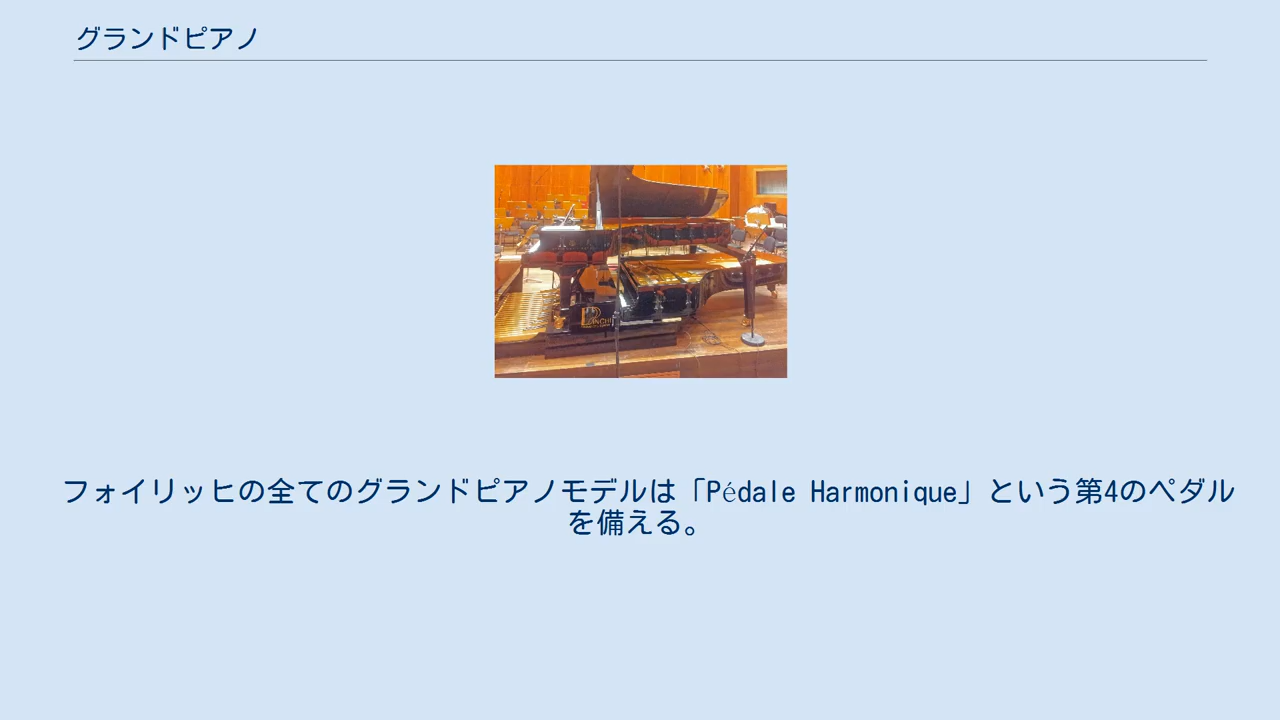 グランドピアノ
フォイリッヒの全てのグランドピアノモデルは「Pédale Harmonique」という第4のペダル
を備える。